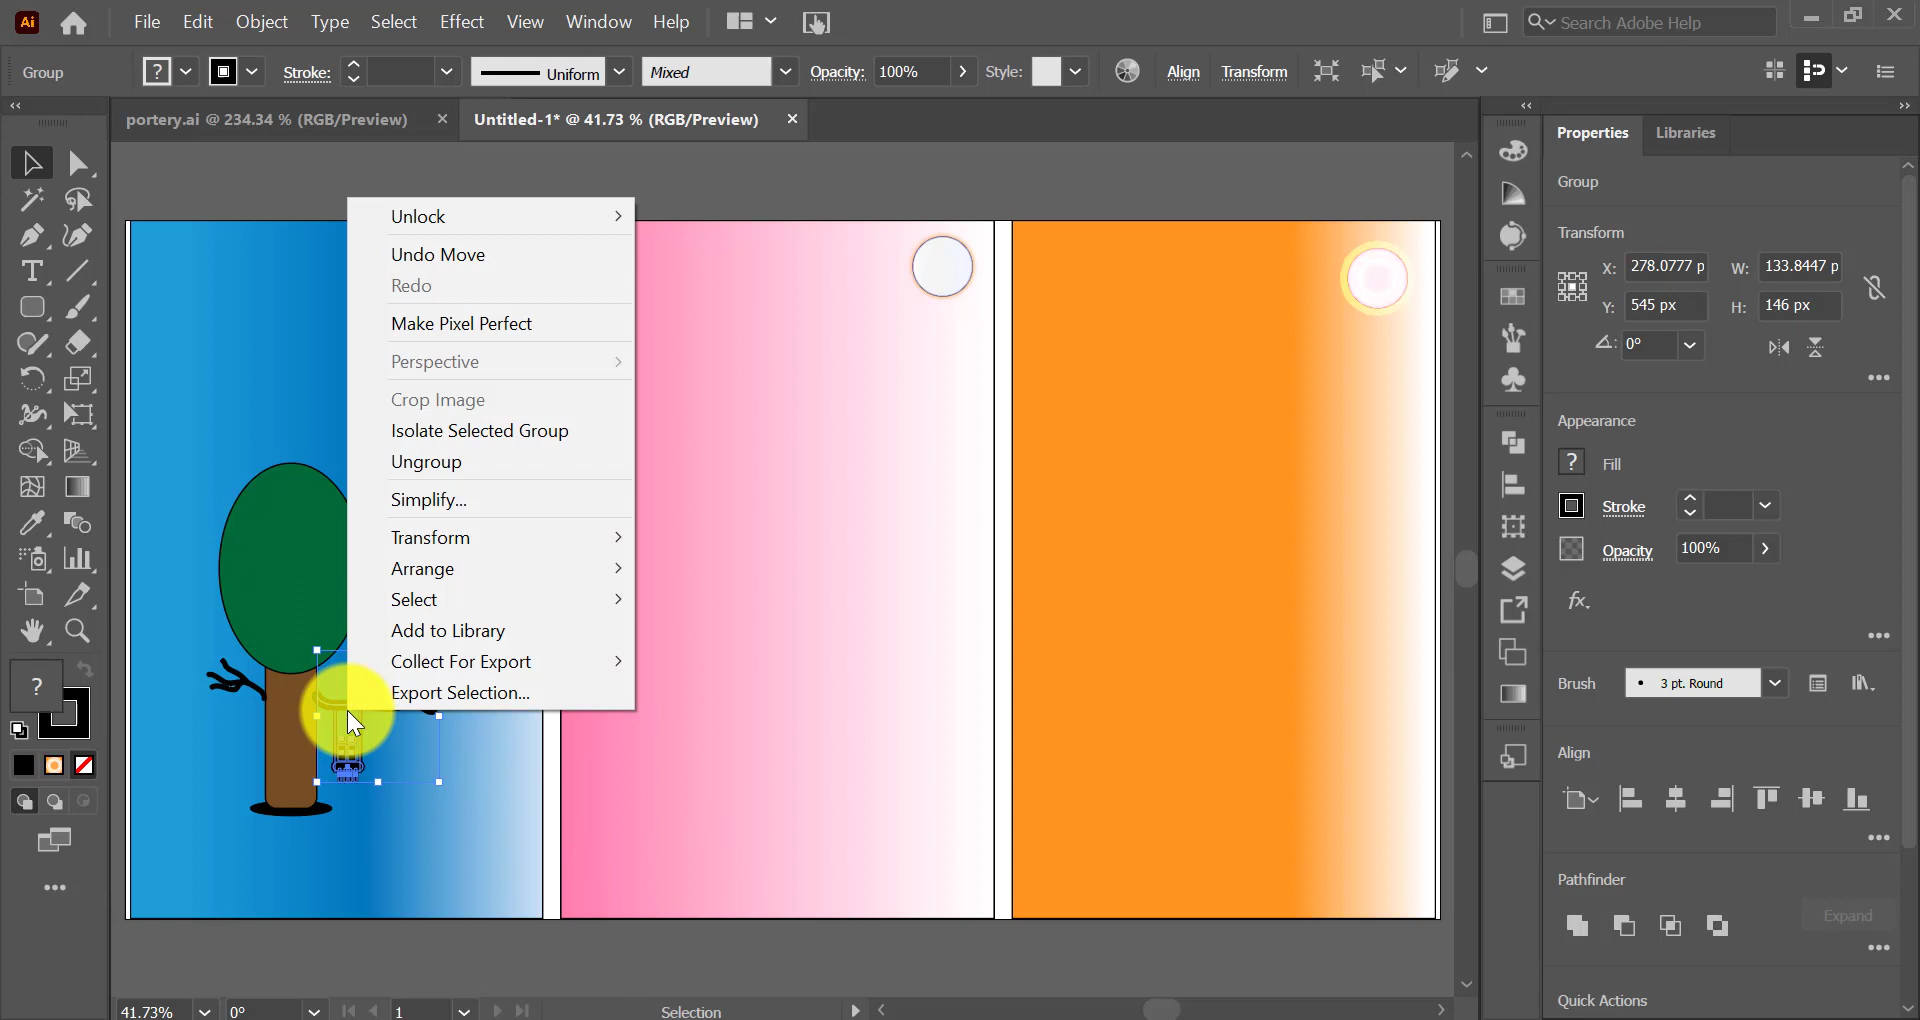 Ai File Edit Object Type Select Effect View Window Help Search Adobe Help
Group ? Stroke: Uniform Mixed Opacity: 100% Style: Align Transform
portery.ai @ 234.34 % (RGB/Preview) Untitled-1* @ 41.73 % (RGB/Preview)
Properties Libraries
Group
Transform
X: 278.0777 p W: 133.8447 p
Y: 545 px H: 146 px
0°
Appearance
? Fill
Stroke
Opacity 100%
fx
Brush 3 pt. Round
Align
Pathfinder
Expand
Quick Actions
Unlock
Undo Move
Redo
Make Pixel Perfect
Perspective
Crop Image
Isolate Selected Group
Ungroup
Simplify...
Transform
Arrange
Select
Add to Library
Collect For Export
Export Selection...
T
?
41.73% 0° 1 Selection